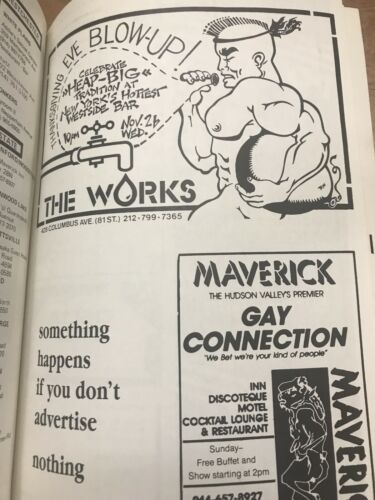 THANKSGIVING EVE BLOW-UP!
CELEBRATE
»HEAP-BIG«
TRADITION AT
NEW YORK'S HOTTEST
WESTSIDE BAR
10PM
NOV. 26
WED.
THE WORKS
428 COLUMBUS AVE. (81ST.) 212-799-7365
MAVERICK
THE HUDSON VALLEY'S PREMIER
GAY
CONNECTION
"We Bet we're your kind of people"
INN
DISCOTEQUE
MOTEL
COCKTAIL LOUNGE
& RESTAURANT
Sunday–
Free Buffet and
Show starting at 2pm
MAVERICK
something
happens
if you don't
advertise
nothing